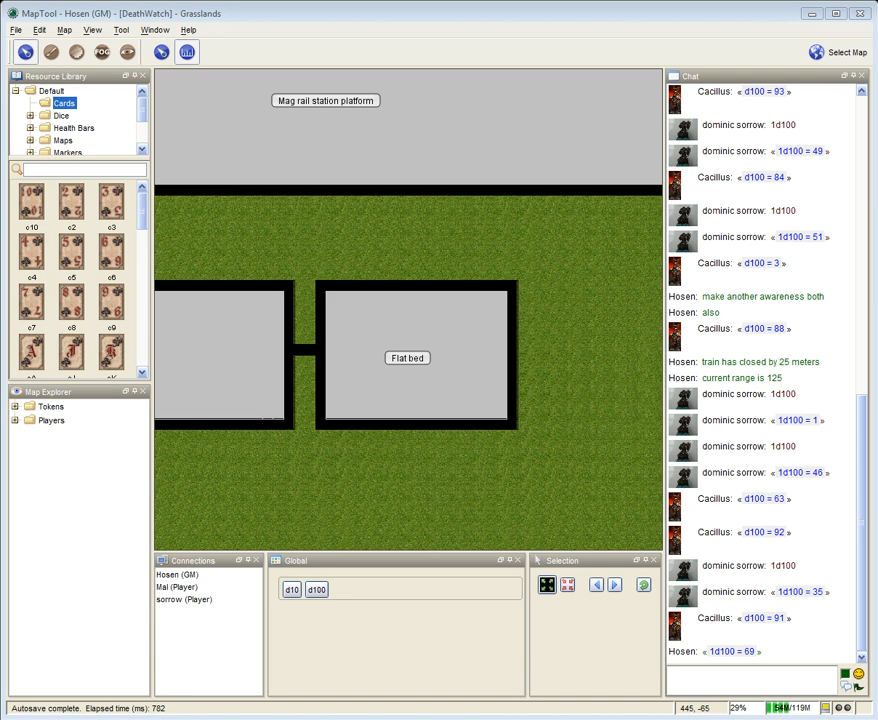 MapTool - Hosen (GM) - [DeathWatch] - Grasslands
File Edit Map View Tool Window Help
FOG
Select Map
Resource Library
Default
Cards
Dice
Health Bars
Maps
Markers
c10 c2 c3
c4 c5 c6
c7 c8 c9
Map Explorer
Tokens
Players
Mag rail station platform
Flat bed
Connections
Hosen (GM)
Mal (Player)
sorrow (Player)
Global
d10 d100
Selection
Chat
Cacillus: « d100 = 93 »
dominic sorrow: 1d100
dominic sorrow: « 1d100 = 49 »
Cacillus: « d100 = 84 »
dominic sorrow: 1d100
dominic sorrow: « 1d100 = 51 »
Cacillus: « d100 = 3 »
Hosen: make another awareness both
Hosen: also
Cacillus: « d100 = 88 »
Hosen: train has closed by 25 meters
Hosen: current range is 125
dominic sorrow: 1d100
dominic sorrow: « 1d100 = 1 »
dominic sorrow: 1d100
dominic sorrow: « 1d100 = 46 »
Cacillus: « d100 = 63 »
Cacillus: « d100 = 92 »
dominic sorrow: 1d100
dominic sorrow: « 1d100 = 35 »
Cacillus: « d100 = 91 »
Hosen: « 1d100 = 69 »
Autosave complete. Elapsed time (ms): 782
445, -65 29% 54M/119M